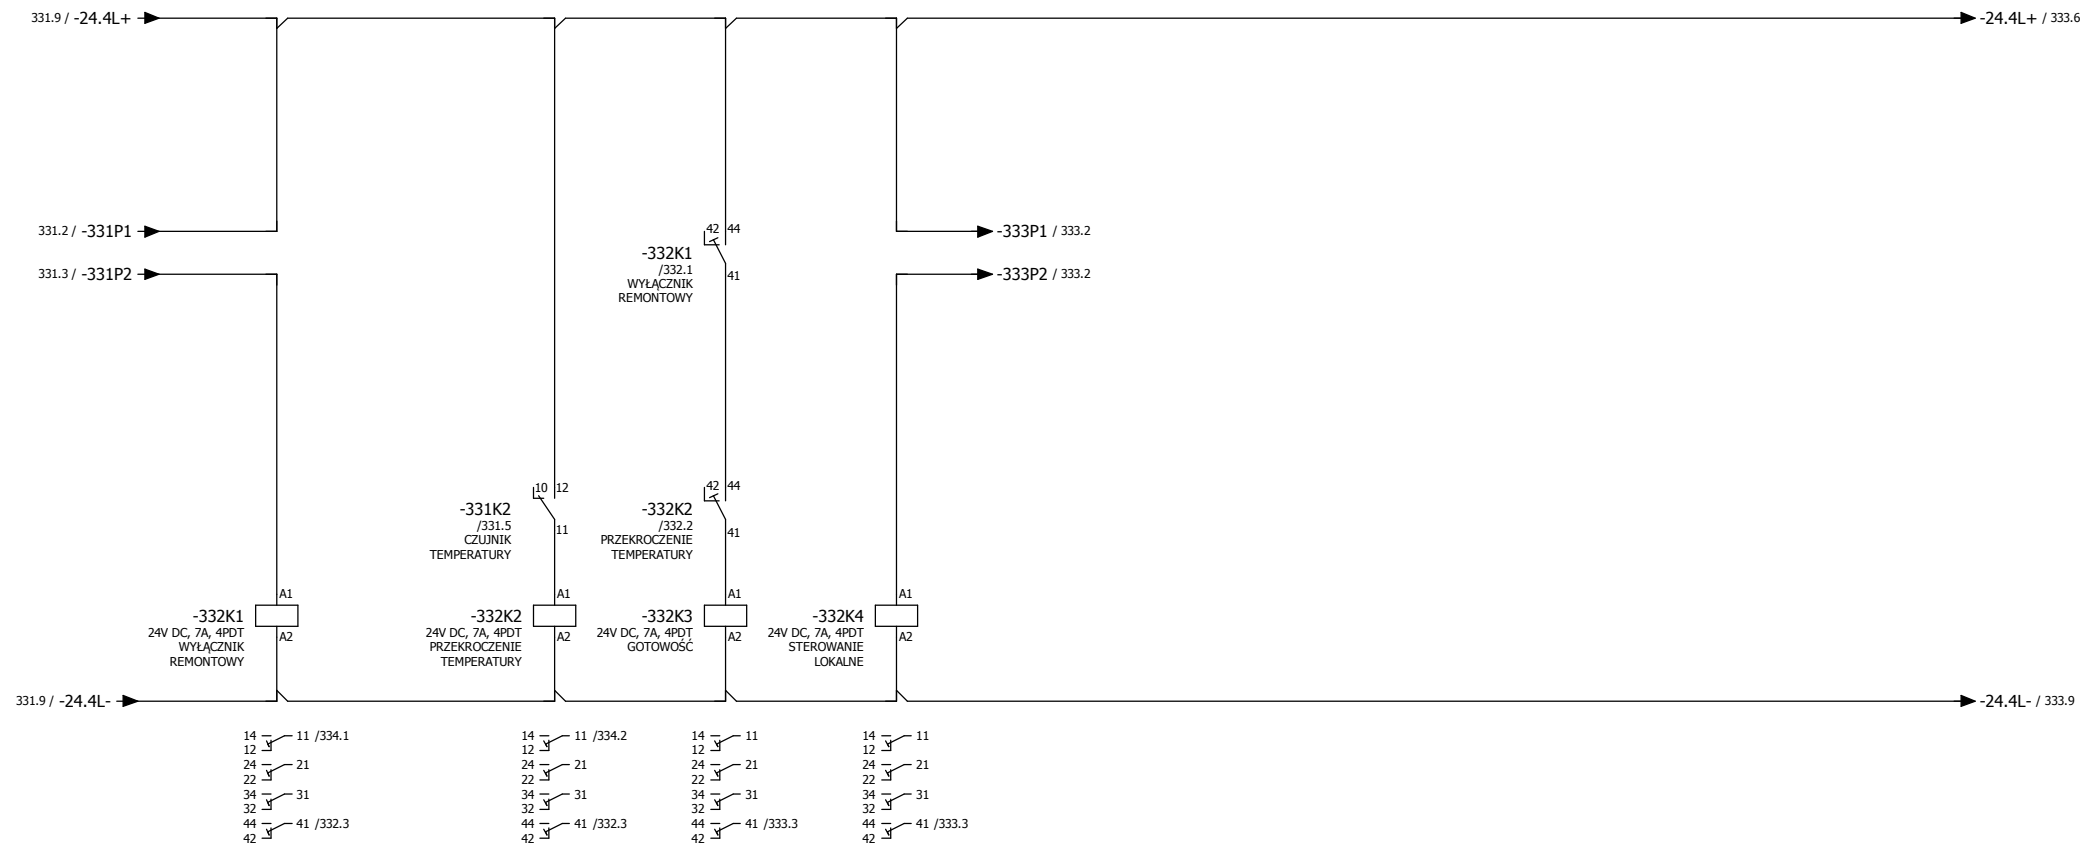 331.9 / -24.4L+
-24.4L+ / 333.6
331.2 / -331P1
42 44
-333P1 / 333.2
-332K1
/332.1
WYŁĄCZNIK
REMONTOWY
41
331.3 / -331P2
-333P2 / 333.2
10 12
-331K2
/331.5
CZUJNIK
TEMPERATURY
11
42 44
-332K2
/332.2
PRZEKROCZENIE
TEMPERATURY
41
A1
-332K1
24V DC, 7A, 4PDT
WYŁĄCZNIK
REMONTOWY
A2
A1
-332K2
24V DC, 7A, 4PDT
PRZEKROCZENIE
TEMPERATURY
A2
A1
-332K3
24V DC, 7A, 4PDT
GOTOWOŚĆ
A2
A1
-332K4
24V DC, 7A, 4PDT
STEROWANIE
LOKALNE
A2
331.9 / -24.4L-
-24.4L- / 333.9
14 11 /334.1
12
24 21
22
34 31
32
44 41 /332.3
42
14 11 /334.2
12
24 21
22
34 31
32
44 41 /332.3
42
14 11
12
24 21
22
34 31
32
44 41 /333.3
42
14 11
12
24 21
22
34 31
32
44 41 /333.3
42